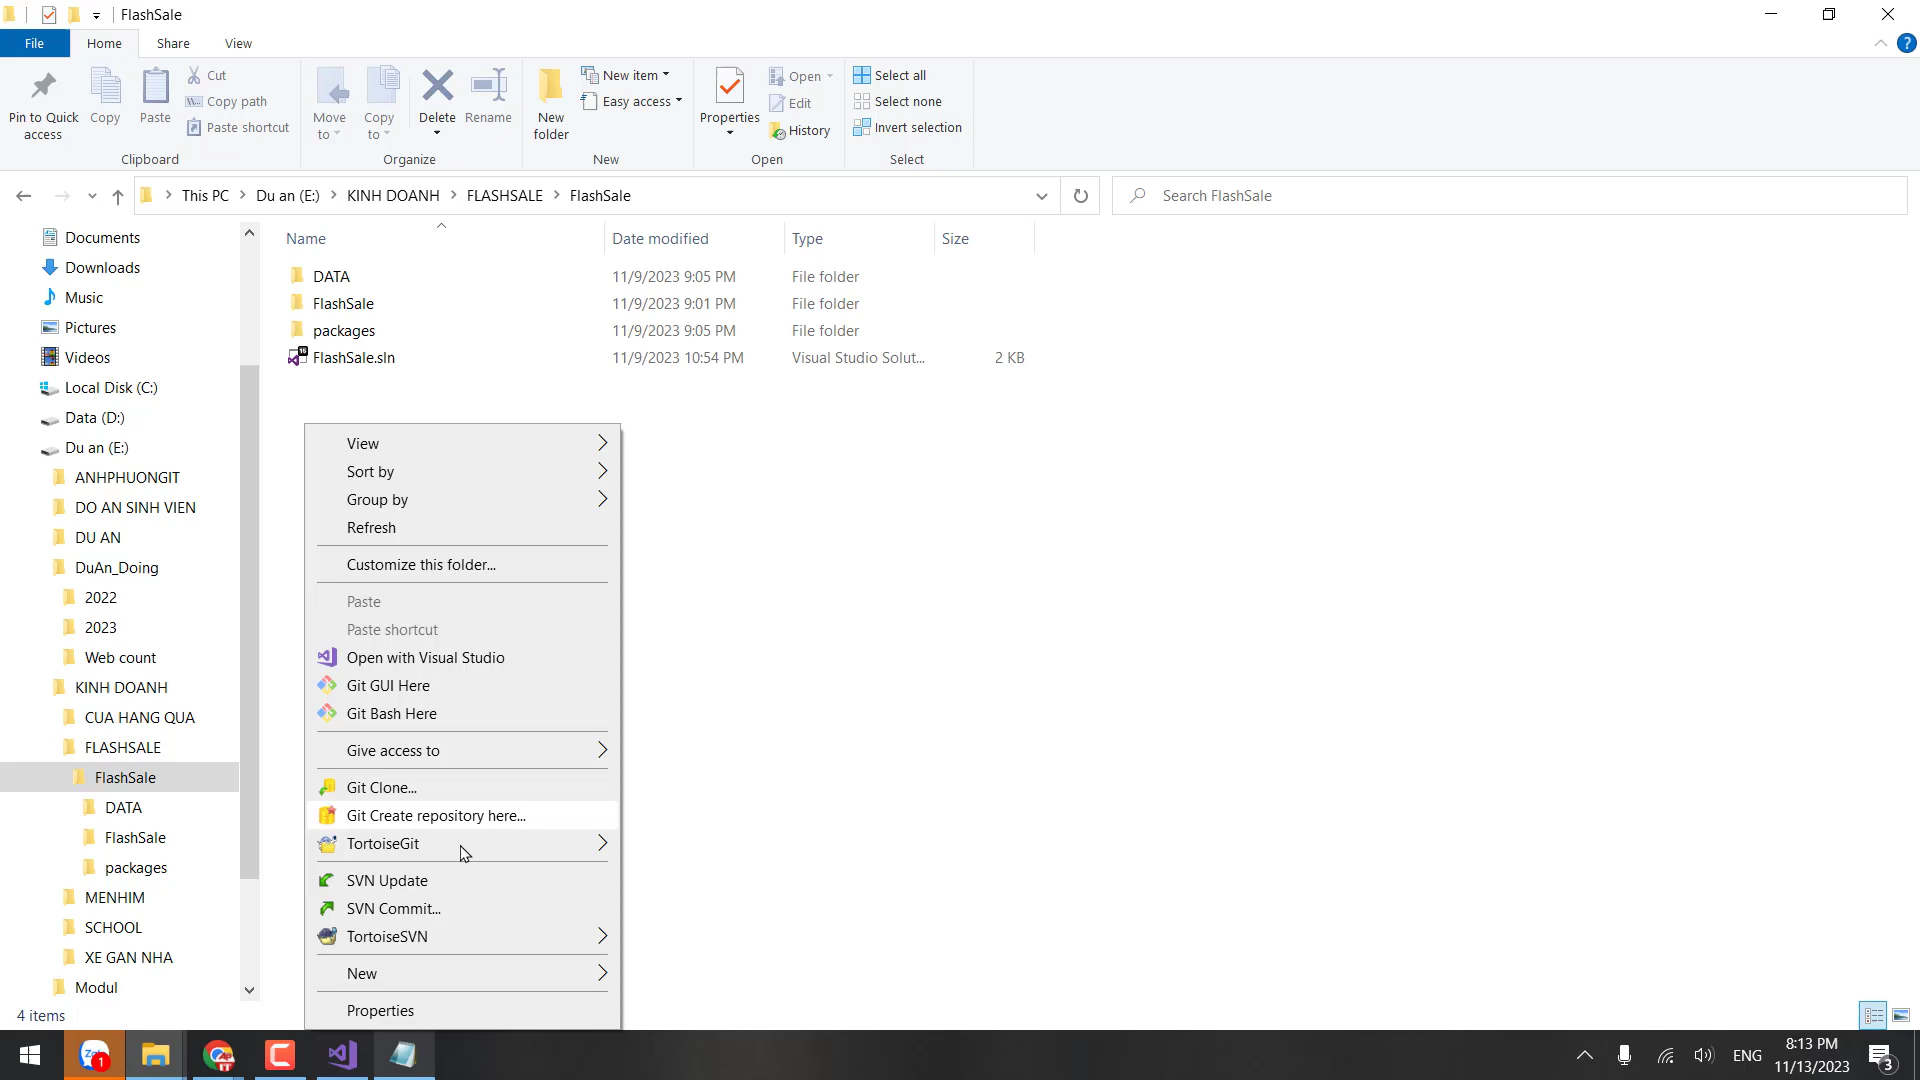 FlashSale
File
Home
Share
View
Pin to Quick access
Copy
Paste
Cut
Copy path
Paste shortcut
Clipboard
Move to
Copy to
Delete
Rename
Organize
New folder
New item
Easy access
New
Properties
Open
Edit
History
Open
Select all
Select none
Invert selection
Select
This PC
Du an (E:)
KINH DOANH
FLASHSALE
FlashSale
Search FlashSale
Documents
Downloads
Music
Pictures
Videos
Local Disk (C:)
Data (D:)
Du an (E:)
ANHPHUONGIT
DO AN SINH VIEN
DU AN
DuAn_Doing
2022
2023
Web count
KINH DOANH
CUA HANG QUA
FLASHSALE
FlashSale
DATA
FlashSale
packages
MENHIM
SCHOOL
XE GAN NHA
Modul
Name Date modified Type Size
DATA 11/9/2023 9:05 PM File folder
FlashSale 11/9/2023 9:01 PM File folder
packages 11/9/2023 9:05 PM File folder
FlashSale.sln 11/9/2023 10:54 PM Visual Studio Solut... 2 KB
View
Sort by
Group by
Refresh
Customize this folder...
Paste
Paste shortcut
Open with Visual Studio
Git GUI Here
Git Bash Here
Give access to
Git Clone...
Git Create repository here...
TortoiseGit
SVN Update
SVN Commit...
TortoiseSVN
New
Properties
4 items
1
ENG
8:13 PM
11/13/2023
3